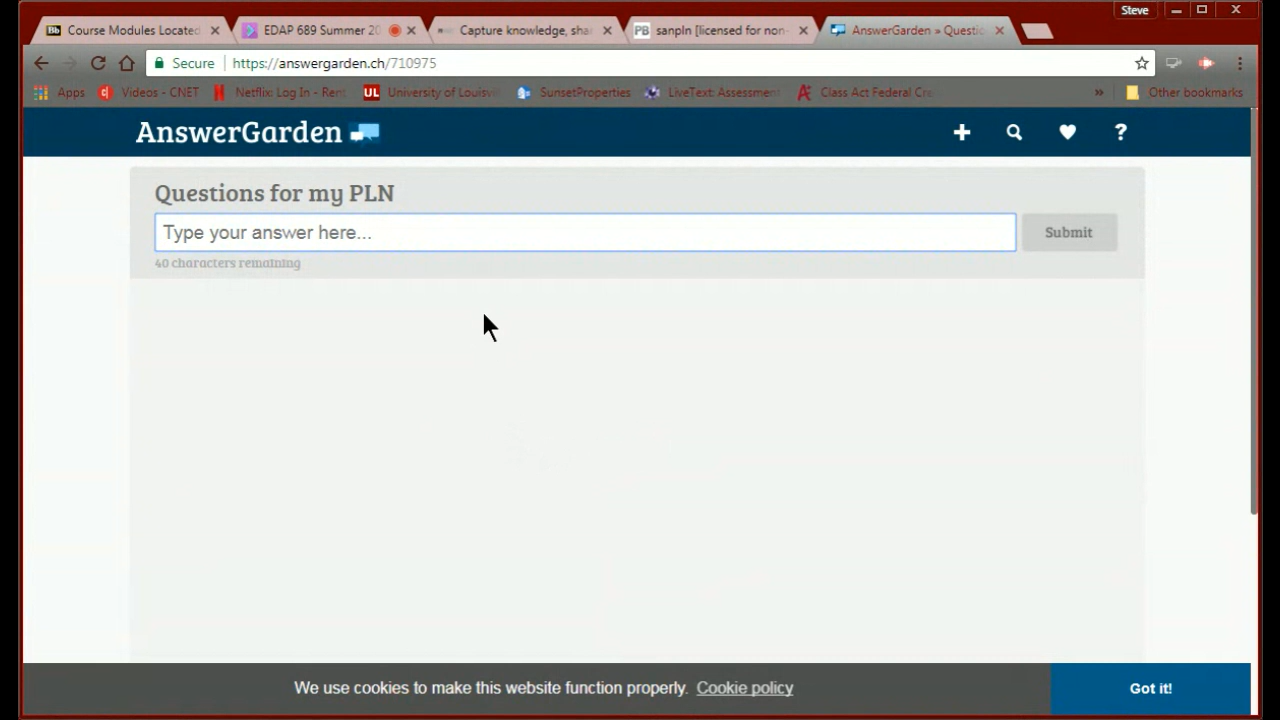 Steve
Course Modules Located
EDAP 689 Summer 20
Capture knowledge, sha
PB sanpln [licensed for non-
AnswerGarden » Questi
Secure https://answergarden.ch/710975
Apps Videos - CNET Netflix: Log In - Rent UL University of Louisvi SunsetProperties LiveText: Assessment Class Act Federal Cre » Other bookmarks
AnswerGarden
Questions for my PLN
Type your answer here...
Submit
40 characters remaining
We use cookies to make this website function properly. Cookie policy
Got it!